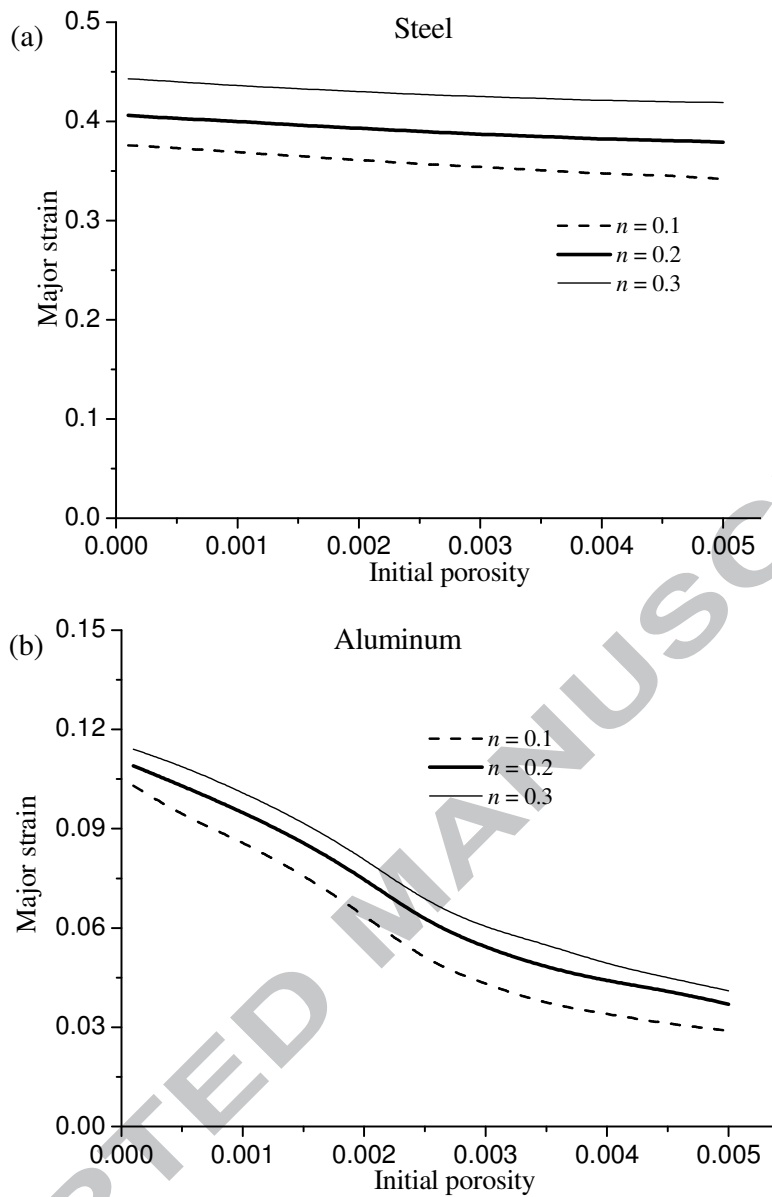 (a)
Steel
0.5
0.4
0.3
0.2
0.1
0.0
Major strain
n = 0.1
n = 0.2
n = 0.3
0.000 0.001 0.002 0.003 0.004 0.005
Initial porosity
(b)
Aluminum
0.15
0.12
0.09
0.06
0.03
0.00
Major strain
n = 0.1
n = 0.2
n = 0.3
0.000 0.001 0.002 0.003 0.004 0.005
Initial porosity
RTED MANUSC